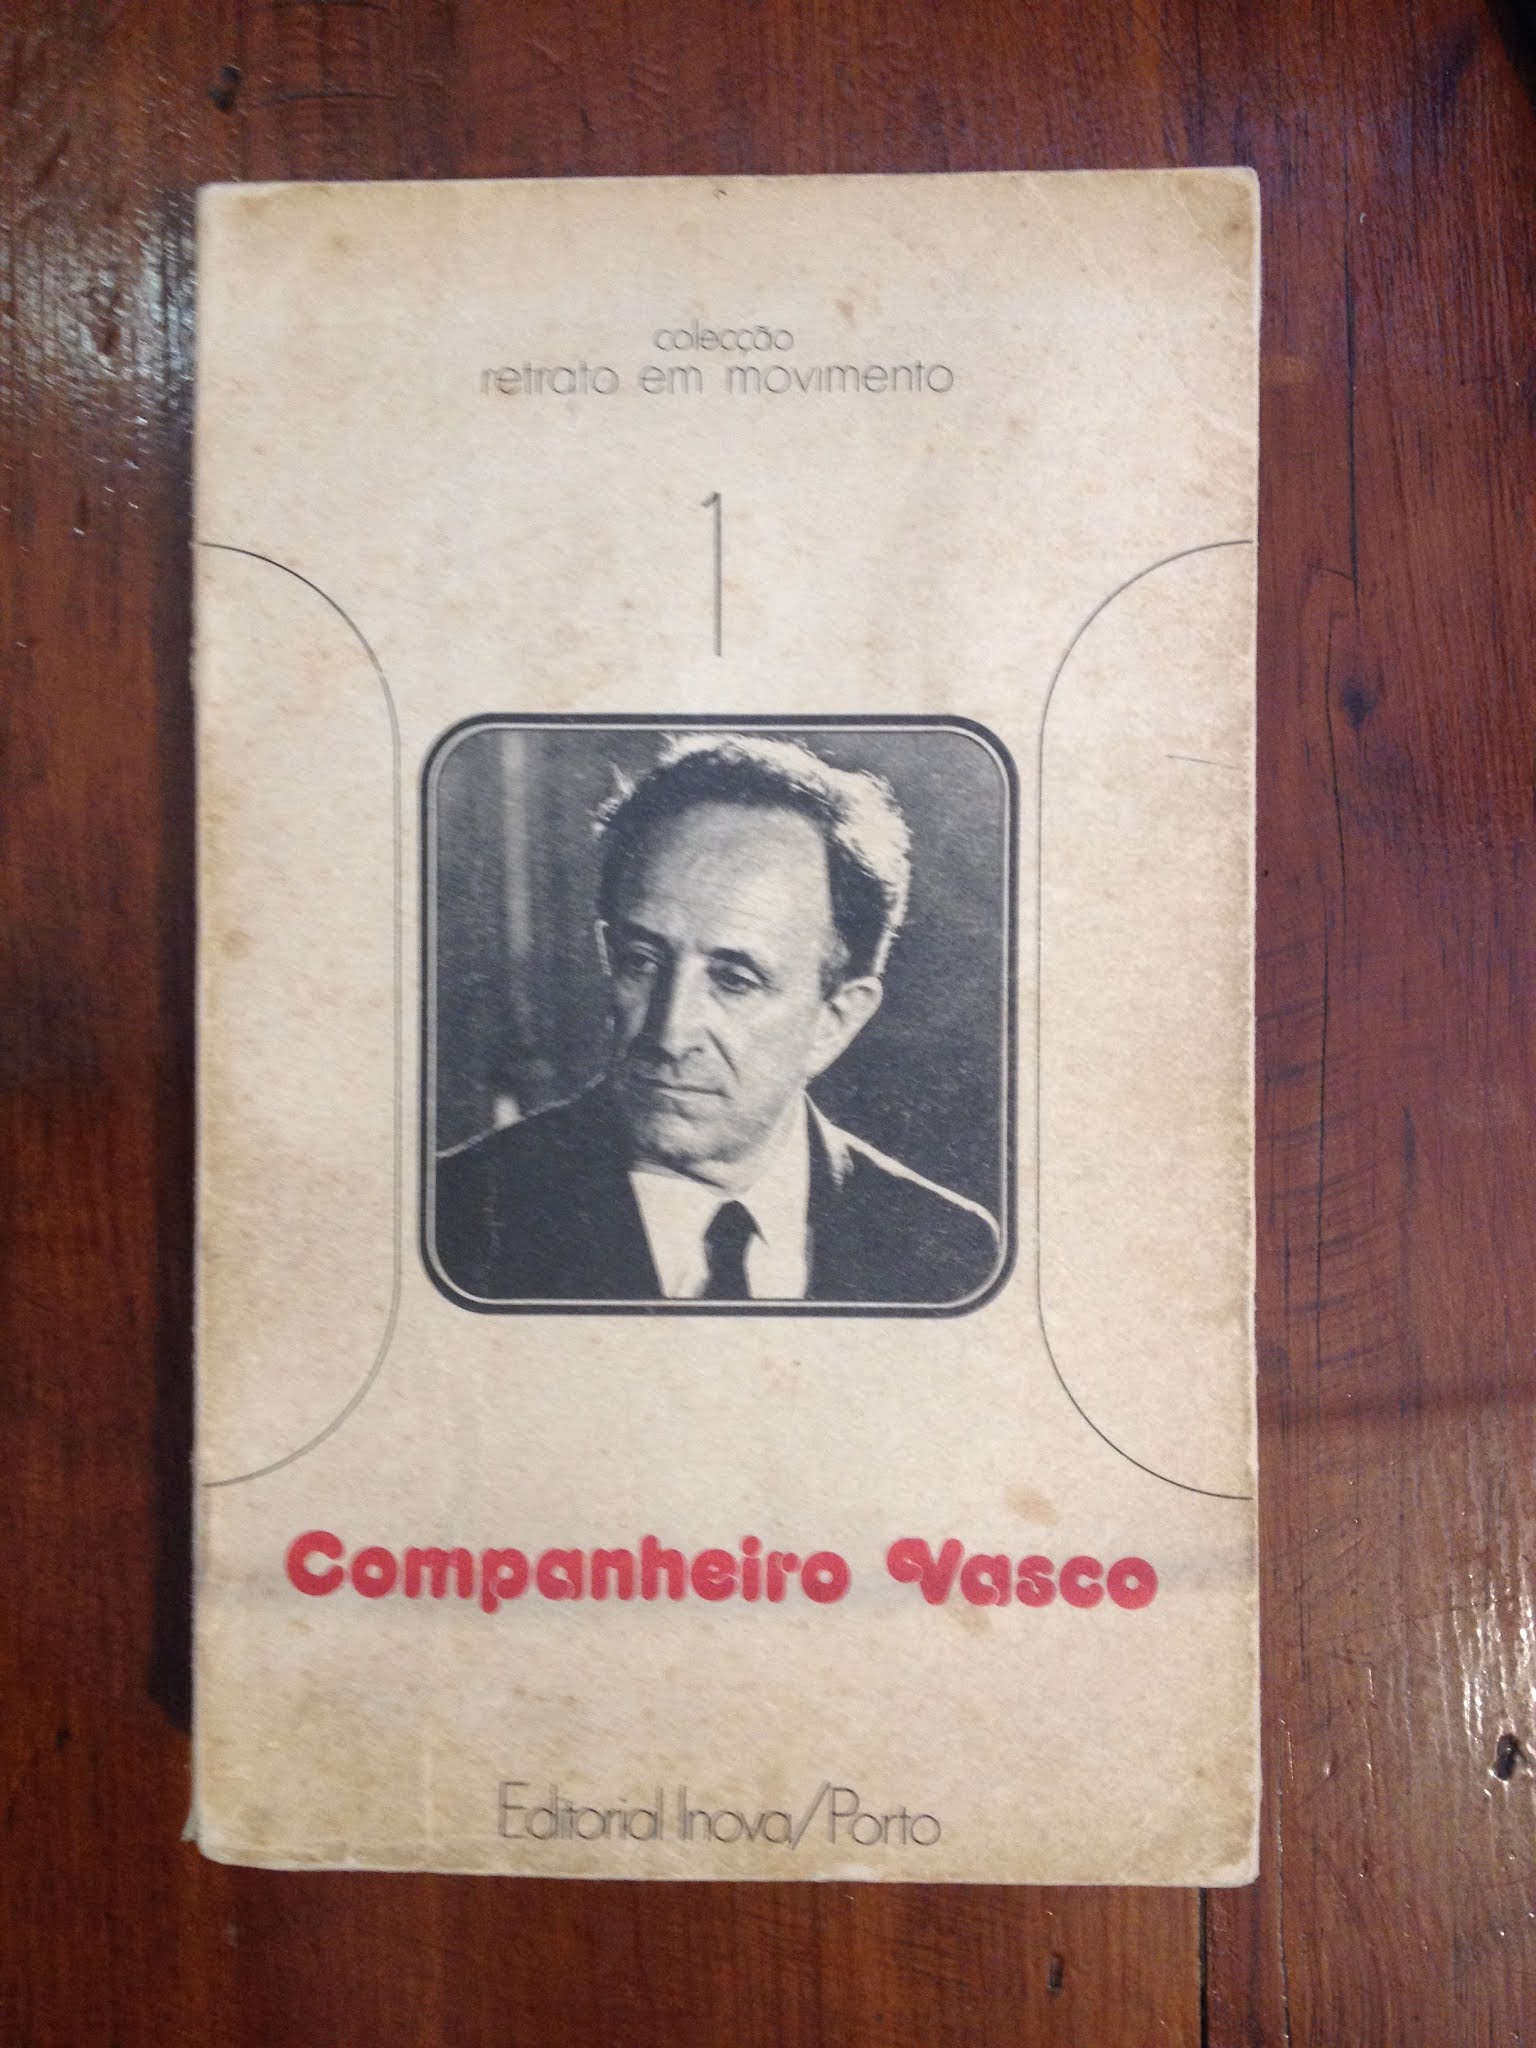 colecção
retrato em movimento
1
Companheiro Vasco
Editorial Inova/Porto